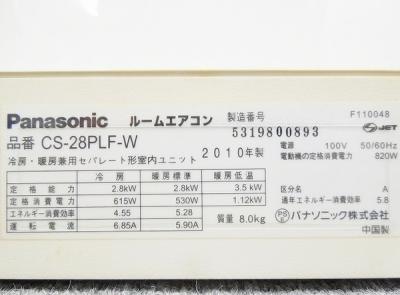 Panasonic ルームエアコン 製造番号 F110048
品番 CS-28PLF-W 5319800893 JET
冷房・暖房兼用セパレート形室内ユニット 2010年製
電源 100V 50/60Hz
電動機の定格消費電力 820W
冷房 暖房標準 暖房低温
定格能力 2.8kW 2.8kW 3.5kW
定格消費電力 615W 530W 1.12kW
エネルギー消費効率 4.55 5.28
運転電流 6.85A 5.90A 質量 8.0kg
区分名 A
通年エネルギー消費効率 5.8
PSE パナソニック株式会社
中国製